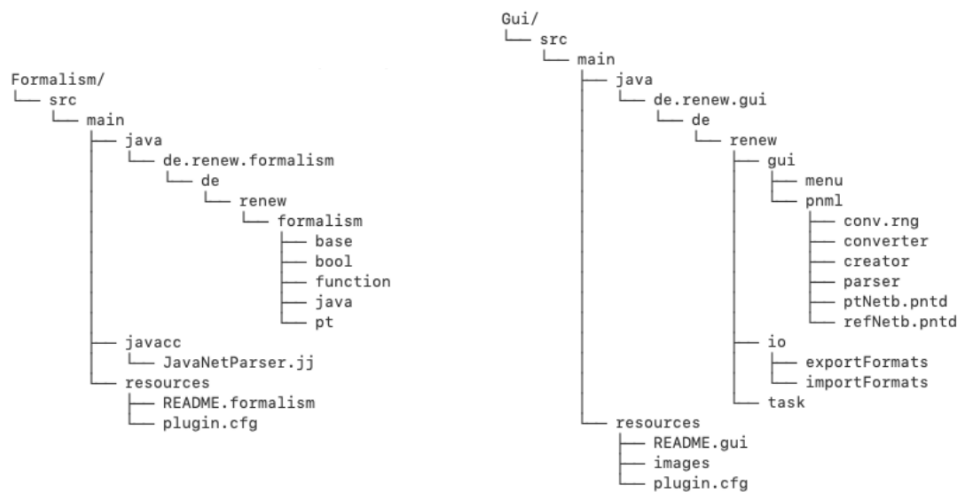 Formalism/
└── src
    └── main
        ├── java
        │   └── de.renew.formalism
        │       └── de
        │           └── renew
        │               └── formalism
        │                   ├── base
        │                   ├── bool
        │                   ├── function
        │                   ├── java
        │                   └── pt
        ├── javacc
        │   └── JavaNetParser.jj
        └── resources
            ├── README.formalism
            └── plugin.cfg
Gui/
└── src
    └── main
        ├── java
        │   └── de.renew.gui
        │       └── de
        │           └── renew
        │               ├── gui
        │               │   ├── menu
        │               │   └── pnml
        │               │       ├── conv.rng
        │               │       ├── converter
        │               │       ├── creator
        │               │       ├── parser
        │               │       ├── ptNetb.pntd
        │               │       └── refNetb.pntd
        │               ├── io
        │               │   ├── exportFormats
        │               │   └── importFormats
        │               └── task
        └── resources
            ├── README.gui
            ├── images
            └── plugin.cfg